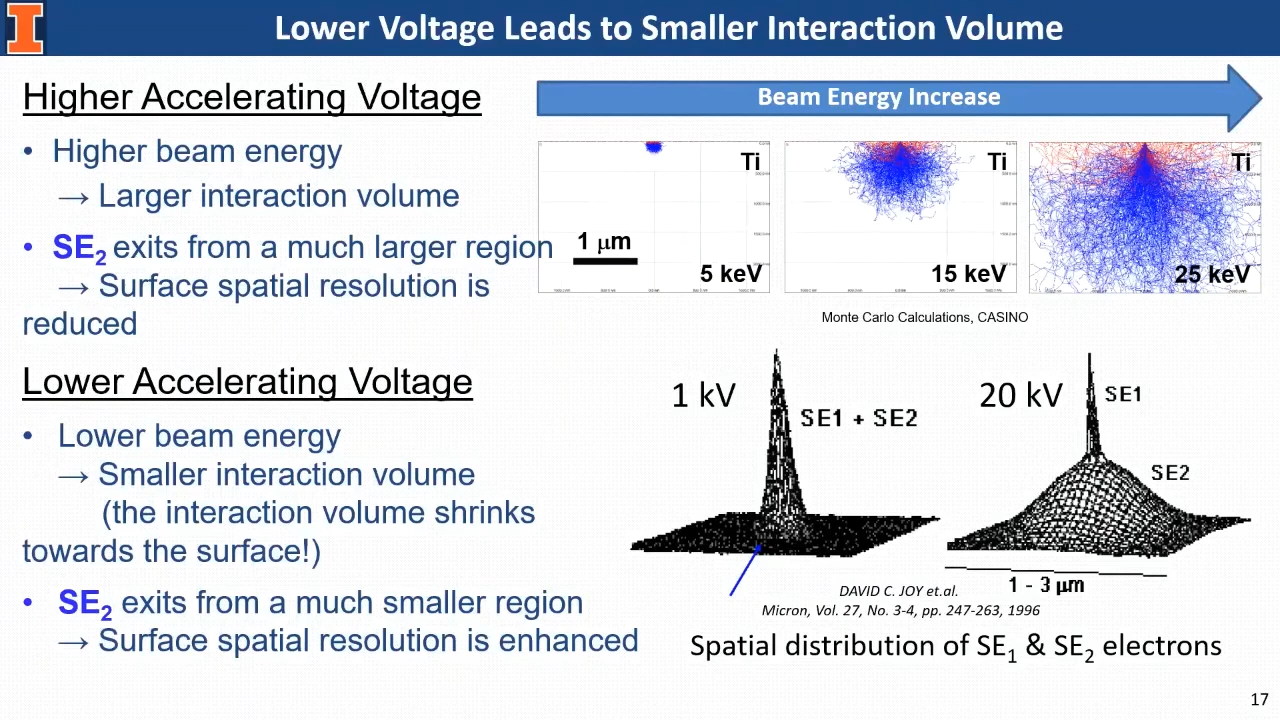 Lower Voltage Leads to Smaller Interaction Volume
Higher Accelerating Voltage
• Higher beam energy
→ Larger interaction volume
• SE2 exits from a much larger region
→ Surface spatial resolution is
reduced
Lower Accelerating Voltage
• Lower beam energy
→ Smaller interaction volume
(the interaction volume shrinks
towards the surface!)
• SE2 exits from a much smaller region
→ Surface spatial resolution is enhanced
Beam Energy Increase
Ti
1 μm
5 keV
Ti
15 keV
Ti
25 keV
Monte Carlo Calculations, CASINO
1 kV
SE1 + SE2
20 kV
SE1
SE2
1 - 3 μm
DAVID C. JOY et.al.
Micron, Vol. 27, No. 3-4, pp. 247-263, 1996
Spatial distribution of SE1 & SE2 electrons
17